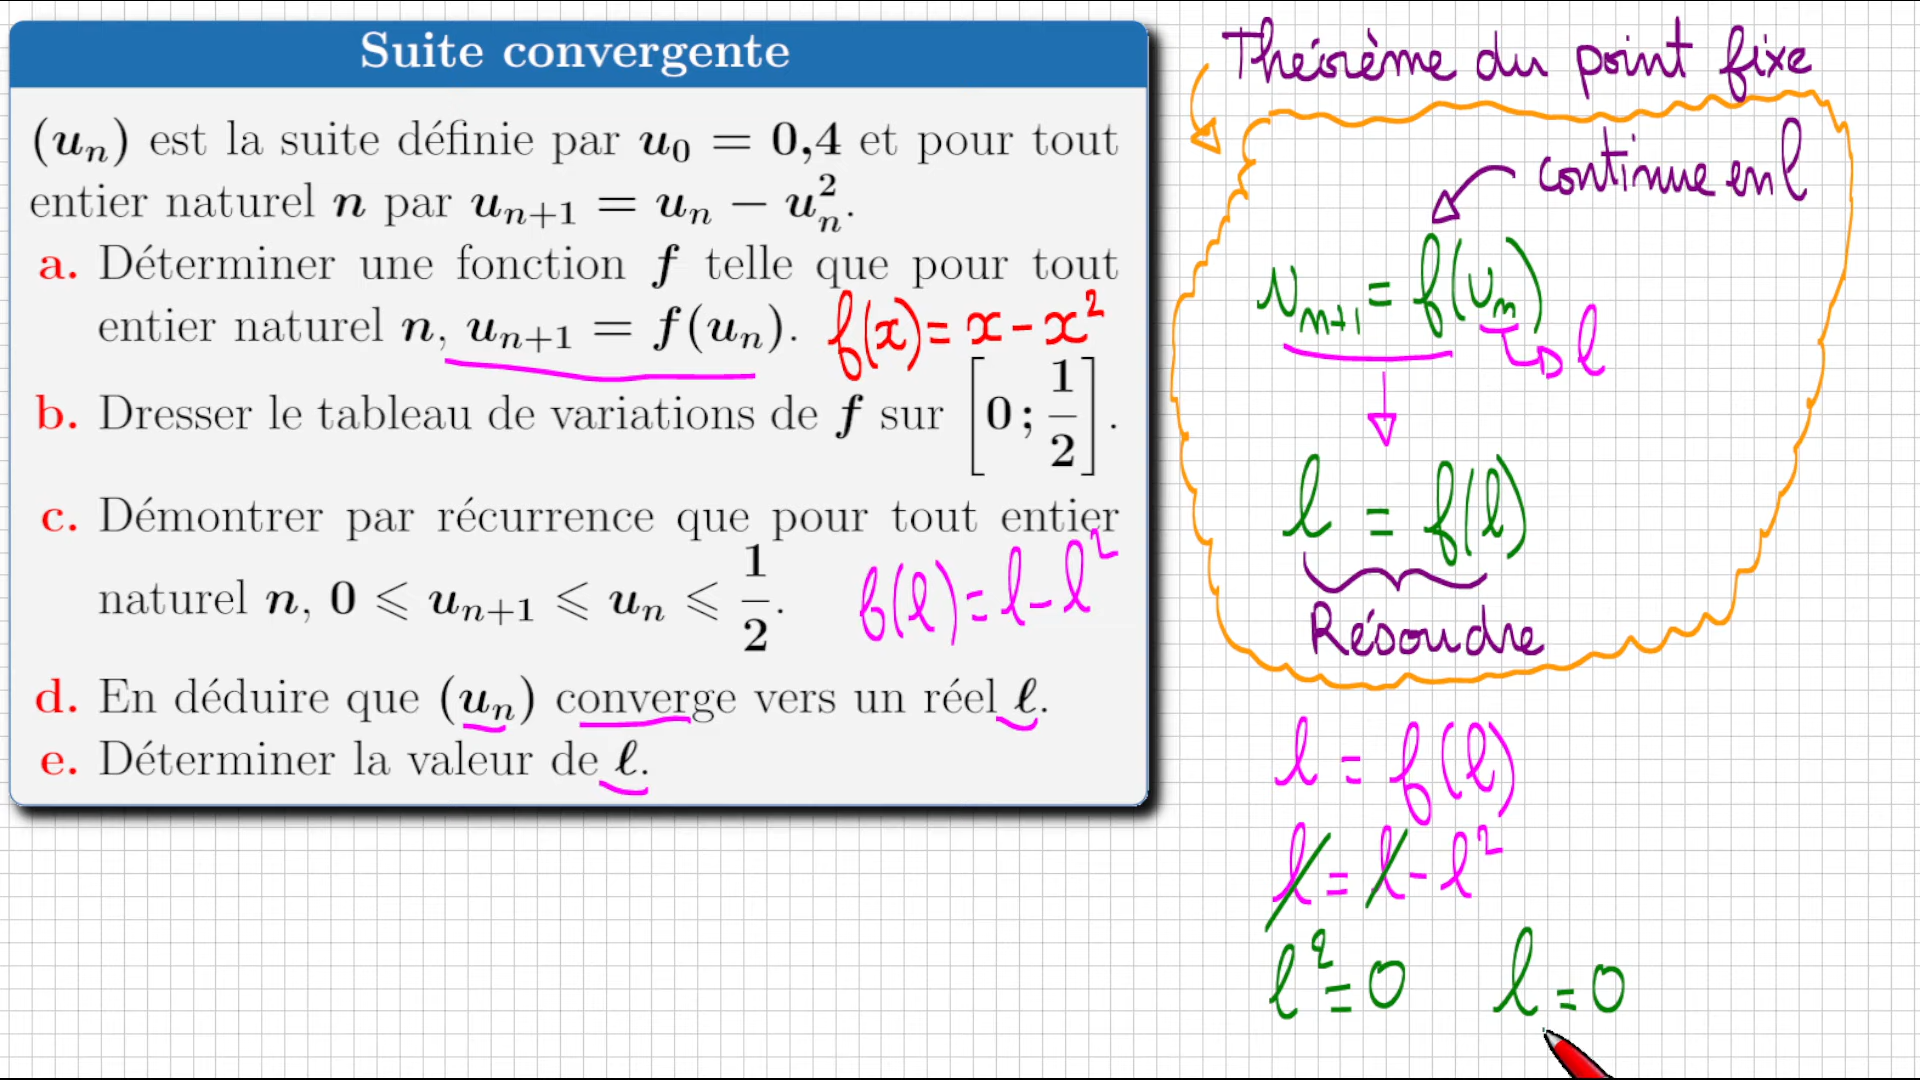 Suite convergente
(uₙ) est la suite définie par u₀ = 0,4 et pour tout
entier naturel n par uₙ₊₁ = uₙ − uₙ².
a. Déterminer une fonction f telle que pour tout
entier naturel n, uₙ₊₁ = f(uₙ). f(x) = x − x²
b. Dresser le tableau de variations de f sur [0 ; 1/2].
c. Démontrer par récurrence que pour tout entier
naturel n, 0 ⩽ uₙ₊₁ ⩽ uₙ ⩽ 1/2. f(l) = l − l²
d. En déduire que (uₙ) converge vers un réel ℓ.
e. Déterminer la valeur de ℓ.
Théorème du point fixe
continue en l
uₙ₊₁ = f(uₙ)
l
l = f(l)
Résoudre
l = f(l)
l = l − l²
l² = 0 l = 0